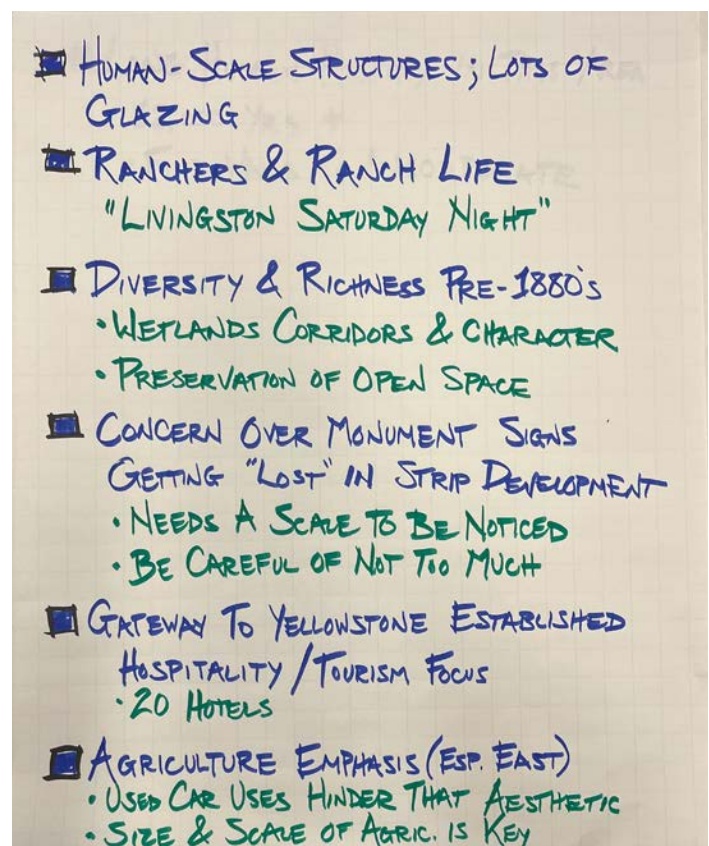 ■ HUMAN-SCALE STRUCTURES; LOTS OF
GLAZING
■ RANCHERS & RANCH LIFE
"LIVINGSTON SATURDAY NIGHT"
■ DIVERSITY & RICHNESS PRE-1880's
• WETLANDS CORRIDORS & CHARACTER
• PRESERVATION OF OPEN SPACE
■ CONCERN OVER MONUMENT SIGNS
GETTING "LOST" IN STRIP DEVELOPMENT
• NEEDS A SCALE TO BE NOTICED
• BE CAREFUL OF NOT TOO MUCH
■ GATEWAY TO YELLOWSTONE ESTABLISHED
HOSPITALITY / TOURISM FOCUS
• 20 HOTELS
■ AGRICULTURE EMPHASIS (ESP. EAST)
• USED CAR USES HINDER THAT AESTHETIC
• SIZE & SCALE OF AGRIC. IS KEY